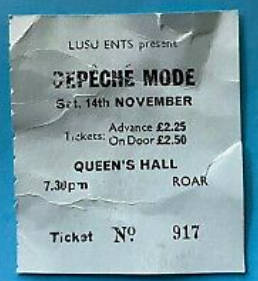 LUSU ENTS present
DEPÊCHÉ MODE
Sat. 14th NOVEMBER
Tickets: Advance £2.25
On Door £2.50
QUEEN'S HALL
7.30pm ROAR
Ticket Nº 917